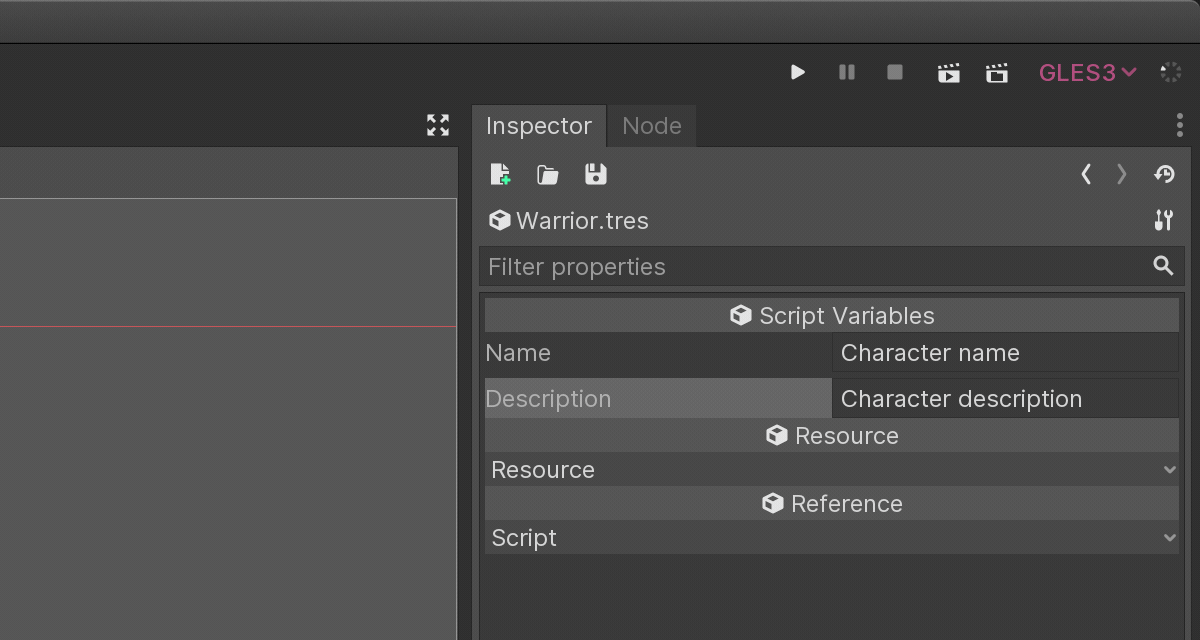 GLES3
Inspector Node
Warrior.tres
Filter properties
Script Variables
Name Character name
Description Character description
Resource
Resource
Reference
Script